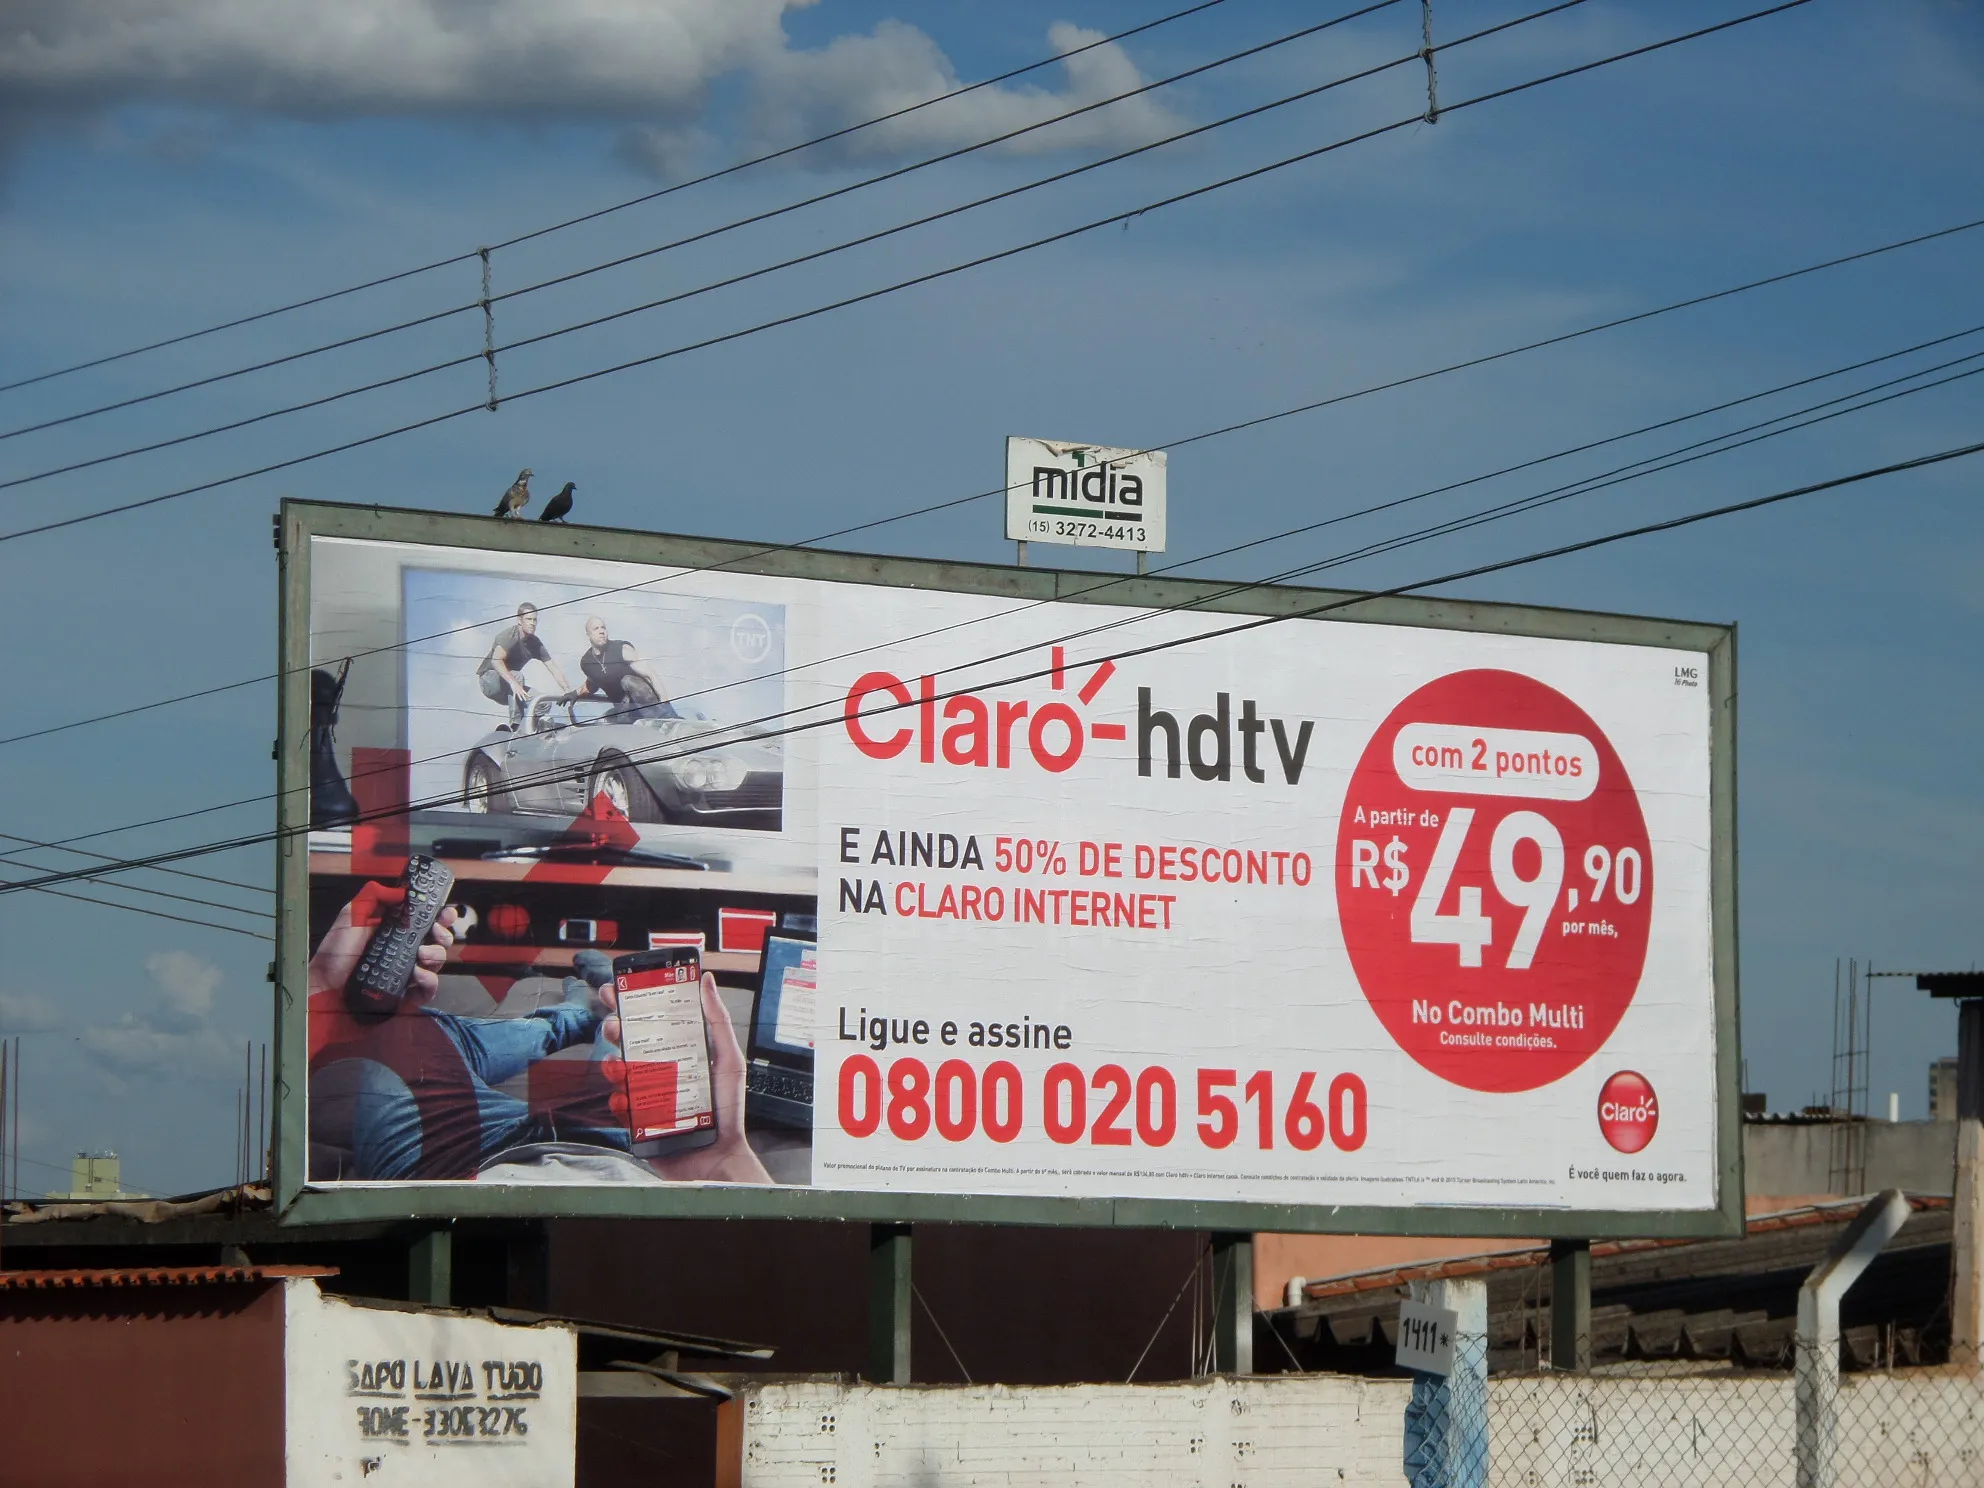 mídia
(15) 3272-4413
TNT
LMG
Claro-hdtv
com 2 pontos
A partir de
R$ 49,90
por mês,
E AINDA 50% DE DESCONTO
NA CLARO INTERNET
No Combo Multi
Consulte condições.
Ligue e assine
0800 020 5160
Claro-
É você quem faz o agora.
1411*
SAPO LAVA TUDO
FONE-33053276